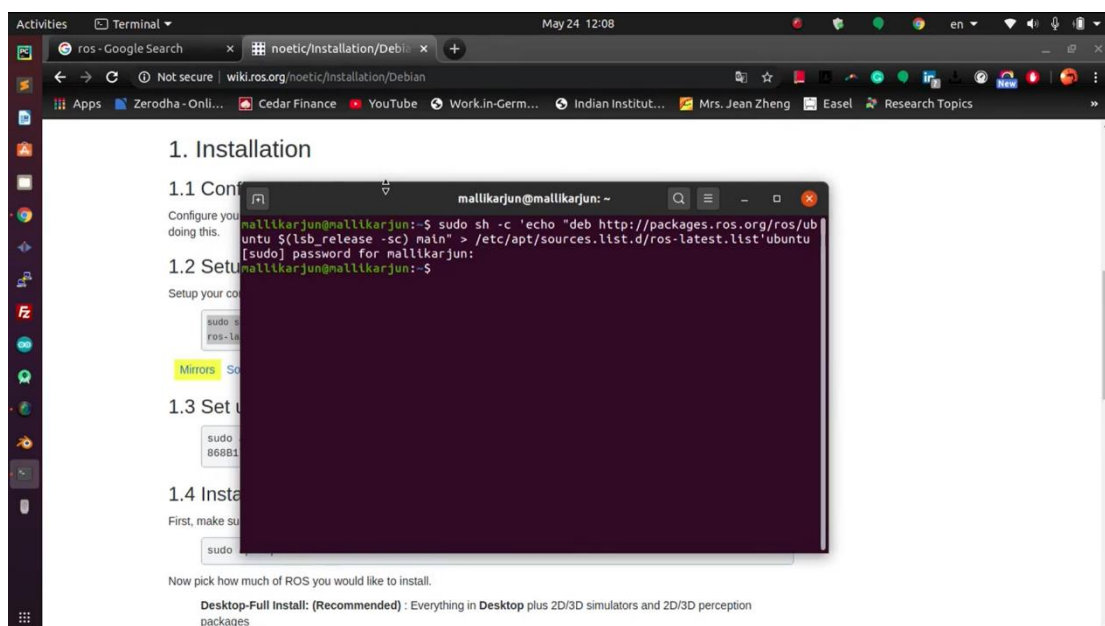 Activities Terminal May 24 12:08 en
ros - Google Search × noetic/Installation/Debia × +
Not secure wiki.ros.org/noetic/Installation/Debian
New
Apps Zerodha - Onli... Cedar Finance YouTube Work.in-Germ... Indian Institut... Mrs. Jean Zheng Easel Research Topics »
1. Installation
1.1 Conf
Configure you
doing this.
1.2 Setu
Setup your co
sudo s
ros-la
Mirrors So
1.3 Set u
sudo
868B1
1.4 Insta
First, make su
sudo
mallikarjun@mallikarjun: ~
mallikarjun@mallikarjun:~$ sudo sh -c 'echo "deb http://packages.ros.org/ros/ub
untu $(lsb_release -sc) main" > /etc/apt/sources.list.d/ros-latest.list'ubuntu
[sudo] password for mallikarjun:
mallikarjun@mallikarjun:~$
Now pick how much of ROS you would like to install.
Desktop-Full Install: (Recommended) : Everything in Desktop plus 2D/3D simulators and 2D/3D perception
packages